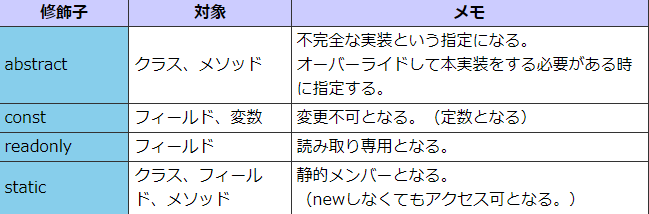 修飾子 対象 メモ
abstract クラス、メソッド 不完全な実装という指定になる。
オーバーライドして本実装をする必要がある時
に指定する。
const フィールド、変数 変更不可となる。（定数となる）
readonly フィールド 読み取り専用となる。
static クラス、フィール
ド、メソッド 静的メンバーとなる。
（newしなくてもアクセス可となる。）